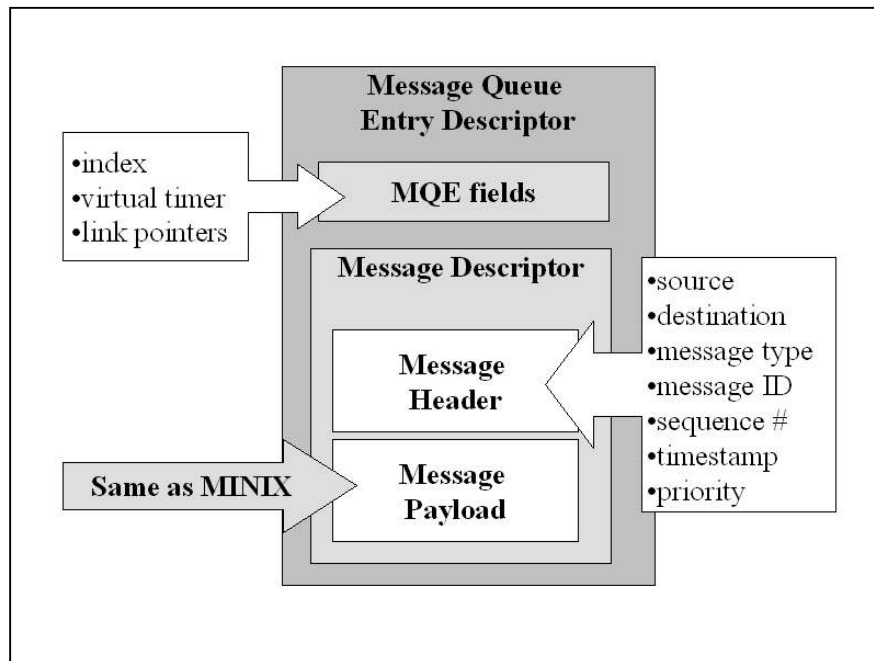 Message Queue
Entry Descriptor
•index
•virtual timer
•link pointers
MQE fields
Message Descriptor
•source
•destination
•message type
•message ID
•sequence #
•timestamp
•priority
Message
Header
Same as MINIX
Message
Payload